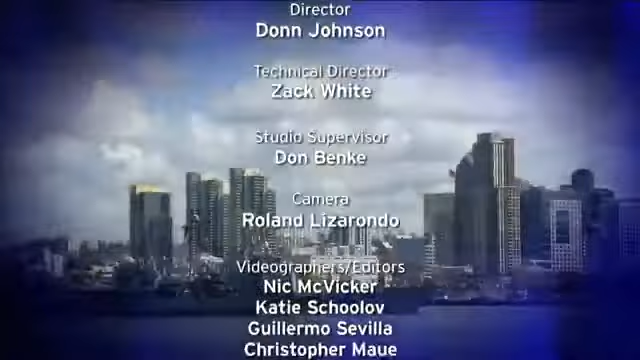 Director
Donn Johnson
Technical Director
Zack White
Studio Supervisor
Don Benke
Camera
Roland Lizarondo
Videographers/Editors
Nic McVicker
Katie Schoolov
Guillermo Sevilla
Christopher Maue